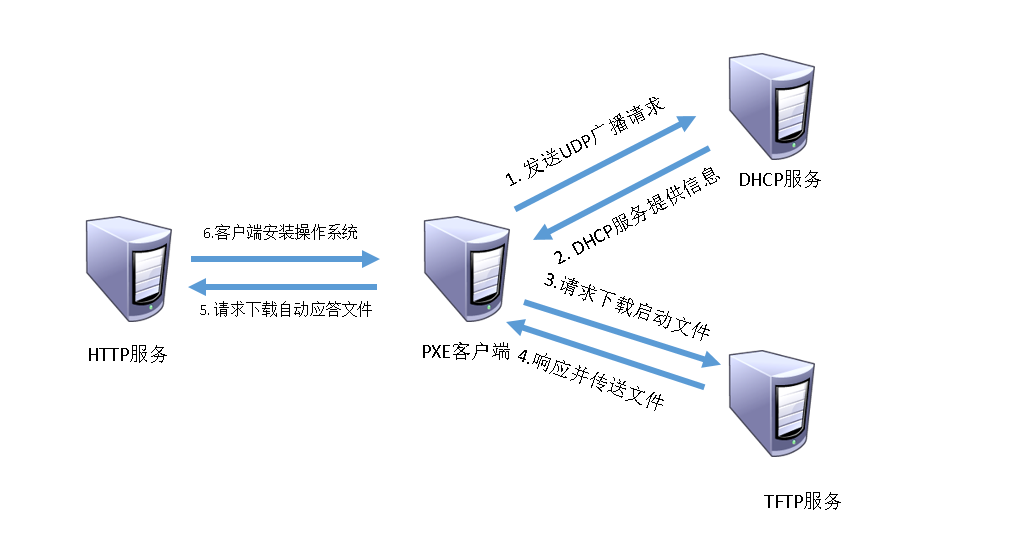 1. 发送UDP广播请求
DHCP服务
2. DHCP服务提供信息
6.客户端安装操作系统
5. 请求下载自动应答文件
HTTP服务
PXE客户端
3.请求下载启动文件
4.响应并传送文件
TFTP服务